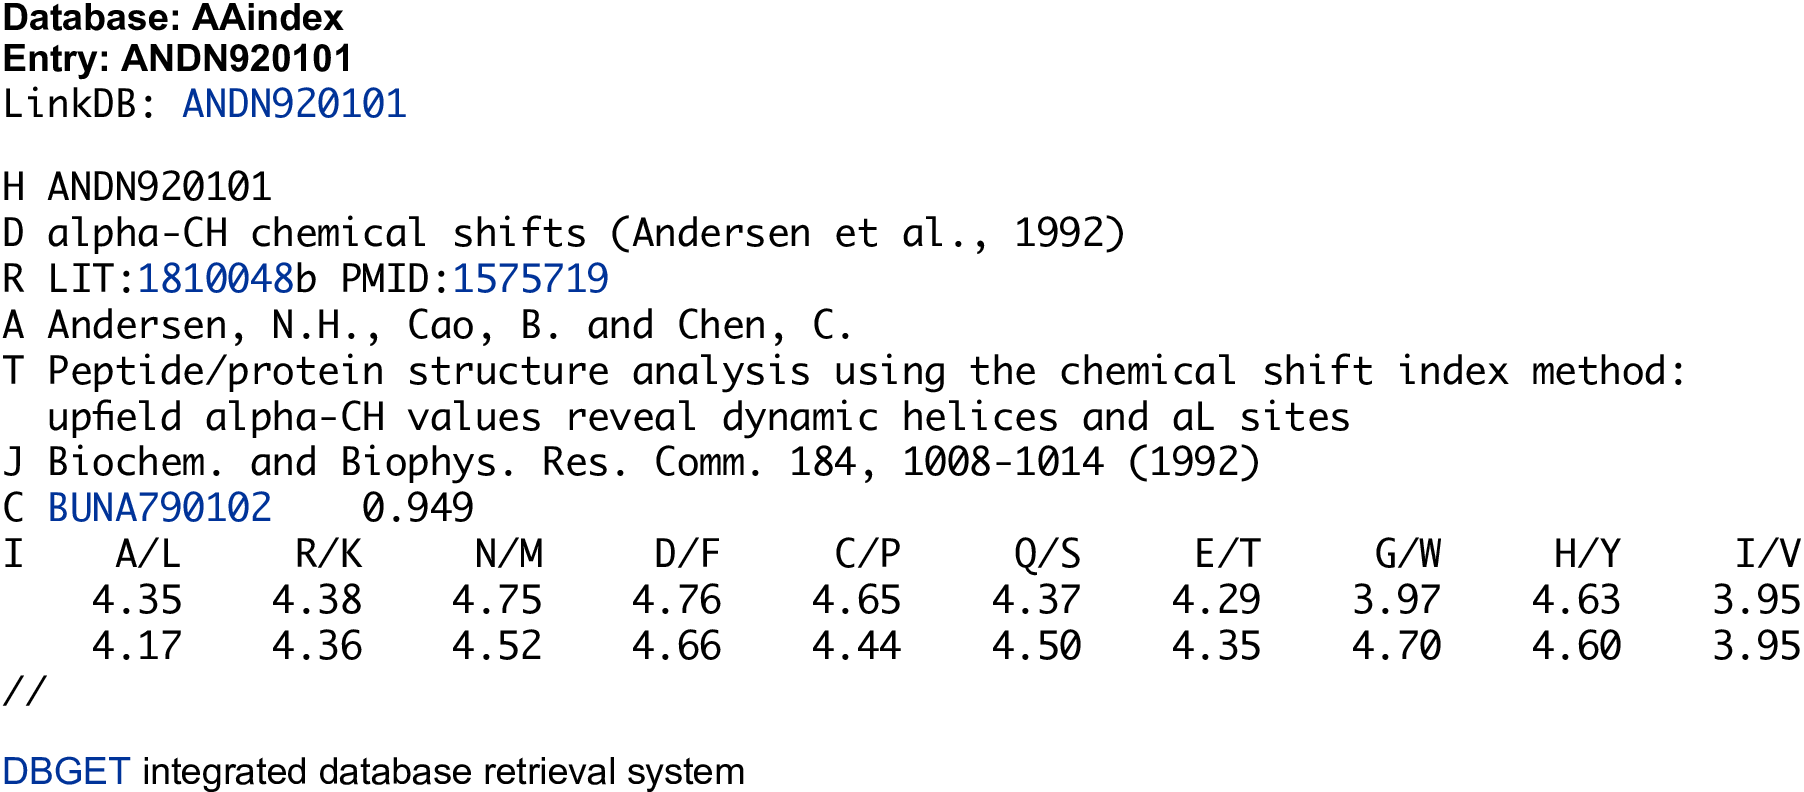 Database: AAindex
Entry: ANDN920101
LinkDB: ANDN920101
H ANDN920101
D alpha-CH chemical shifts (Andersen et al., 1992)
R LIT:1810048b PMID:1575719
A Andersen, N.H., Cao, B. and Chen, C.
T Peptide/protein structure analysis using the chemical shift index method:
upfield alpha-CH values reveal dynamic helices and aL sites
J Biochem. and Biophys. Res. Comm. 184, 1008-1014 (1992)
C BUNA790102 0.949
I A/L R/K N/M D/F C/P Q/S E/T G/W H/Y I/V
4.35 4.38 4.75 4.76 4.65 4.37 4.29 3.97 4.63 3.95
4.17 4.36 4.52 4.66 4.44 4.50 4.35 4.70 4.60 3.95
//
DBGET integrated database retrieval system